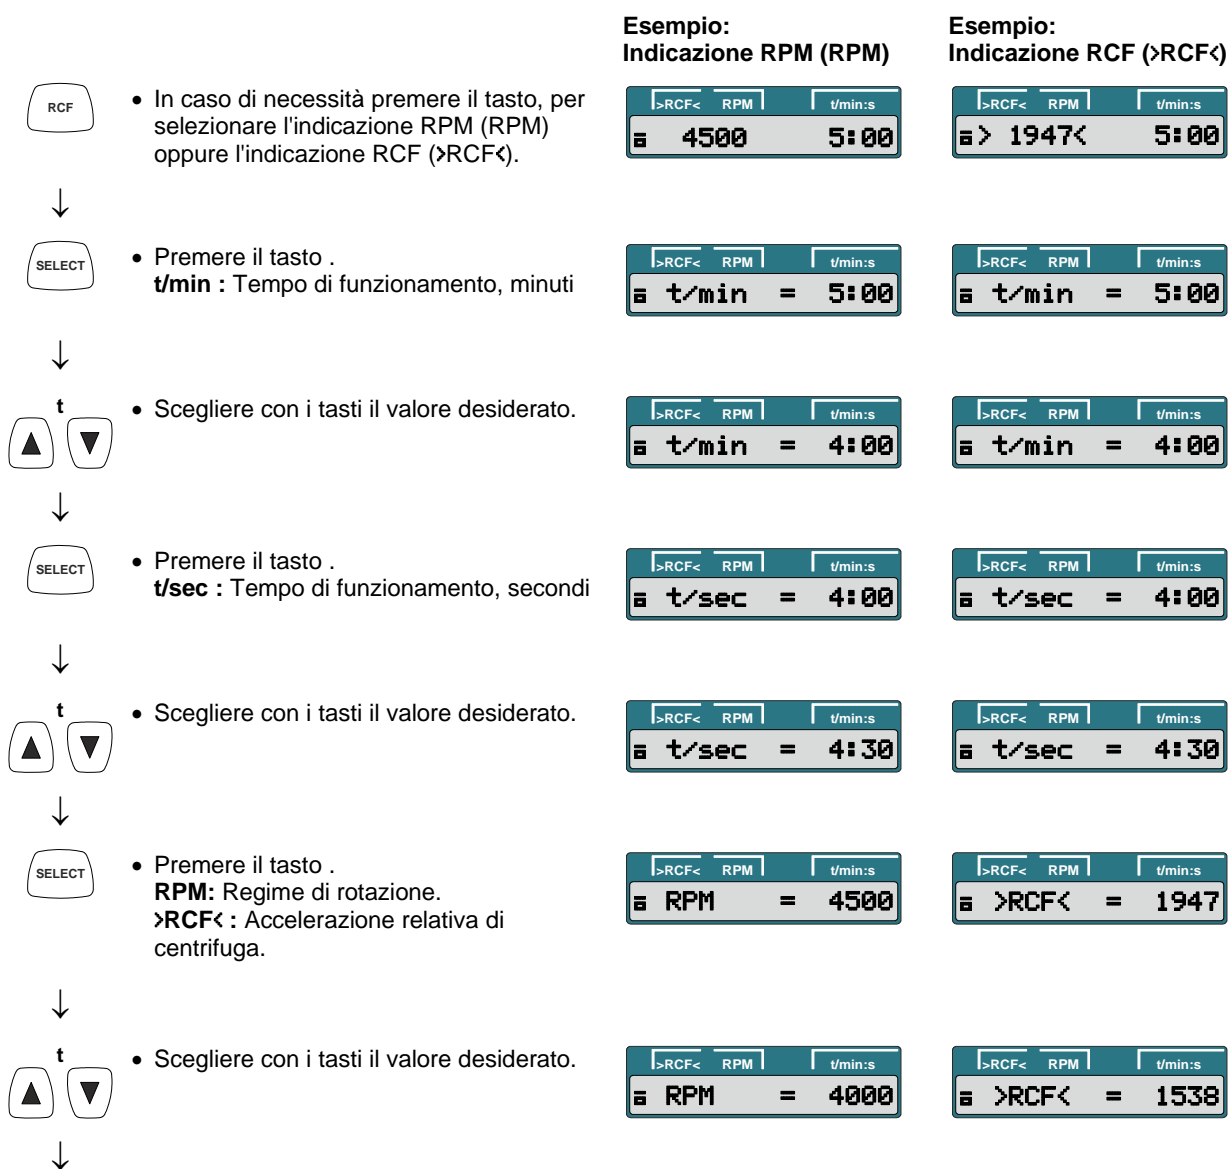 Esempio:
Indicazione RPM (RPM)
Esempio:
Indicazione RCF (>RCF<)
RCF
• In caso di necessità premere il tasto, per
selezionare l'indicazione RPM (RPM)
oppure l'indicazione RCF (>RCF<).
>RCF< RPM t/min:s
4500 5:00
>RCF< RPM t/min:s
> 1947< 5:00
↓
SELECT
• Premere il tasto .
t/min : Tempo di funzionamento, minuti
>RCF< RPM t/min:s
t/min = 5:00
>RCF< RPM t/min:s
t/min = 5:00
↓
t
▲ ▼
• Scegliere con i tasti il valore desiderato.
>RCF< RPM t/min:s
t/min = 4:00
>RCF< RPM t/min:s
t/min = 4:00
↓
SELECT
• Premere il tasto .
t/sec : Tempo di funzionamento, secondi
>RCF< RPM t/min:s
t/sec = 4:00
>RCF< RPM t/min:s
t/sec = 4:00
↓
t
▲ ▼
• Scegliere con i tasti il valore desiderato.
>RCF< RPM t/min:s
t/sec = 4:30
>RCF< RPM t/min:s
t/sec = 4:30
↓
SELECT
• Premere il tasto .
RPM: Regime di rotazione.
>RCF< : Accelerazione relativa di
centrifuga.
>RCF< RPM t/min:s
RPM = 4500
>RCF< RPM t/min:s
>RCF< = 1947
↓
t
▲ ▼
• Scegliere con i tasti il valore desiderato.
>RCF< RPM t/min:s
RPM = 4000
>RCF< RPM t/min:s
>RCF< = 1538
↓